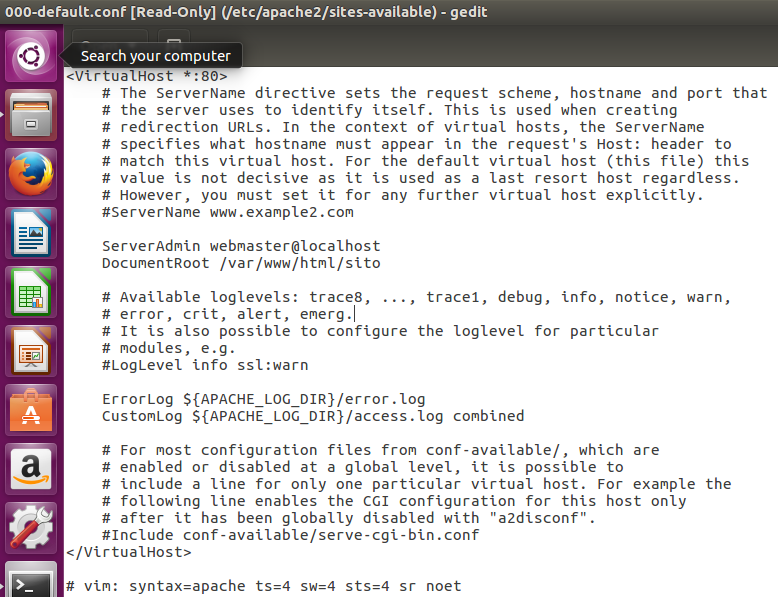 000-default.conf [Read-Only] (/etc/apache2/sites-available) - gedit
Search your computer
<VirtualHost *:80>
# The ServerName directive sets the request scheme, hostname and port that
# the server uses to identify itself. This is used when creating
# redirection URLs. In the context of virtual hosts, the ServerName
# specifies what hostname must appear in the request's Host: header to
# match this virtual host. For the default virtual host (this file) this
# value is not decisive as it is used as a last resort host regardless.
# However, you must set it for any further virtual host explicitly.
#ServerName www.example2.com
ServerAdmin webmaster@localhost
DocumentRoot /var/www/html/sito
# Available loglevels: trace8, ..., trace1, debug, info, notice, warn,
# error, crit, alert, emerg.
# It is also possible to configure the loglevel for particular
# modules, e.g.
#LogLevel info ssl:warn
ErrorLog ${APACHE_LOG_DIR}/error.log
CustomLog ${APACHE_LOG_DIR}/access.log combined
# For most configuration files from conf-available/, which are
# enabled or disabled at a global level, it is possible to
# include a line for only one particular virtual host. For example the
# following line enables the CGI configuration for this host only
# after it has been globally disabled with "a2disconf".
#Include conf-available/serve-cgi-bin.conf
</VirtualHost>
# vim: syntax=apache ts=4 sw=4 sts=4 sr noet